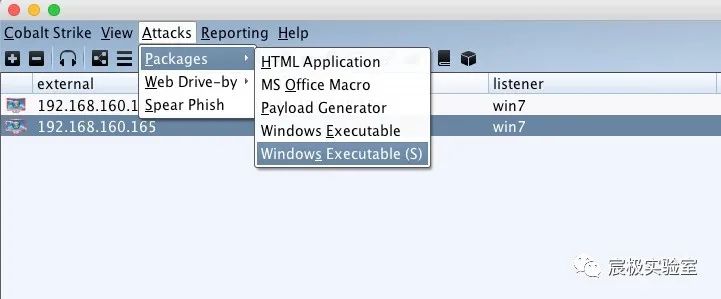 Cobalt Strike View Attacks Reporting Help
Packages
Web Drive-by
Spear Phish
HTML Application
MS Office Macro
Payload Generator
Windows Executable
Windows Executable (S)
external listener
192.168.160.1 win7
192.168.160.165 win7
宸极实验室